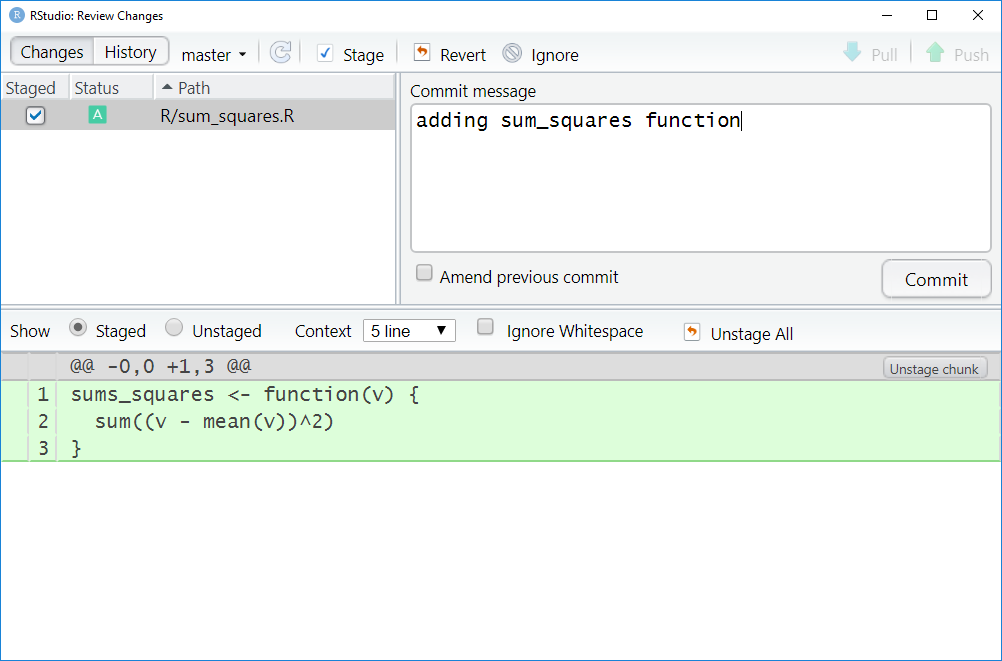 R RStudio: Review Changes
Changes History master Stage Revert Ignore Pull Push
Staged Status Path
A R/sum_squares.R
Commit message
adding sum_squares function
Amend previous commit
Commit
Show Staged Unstaged Context 5 line Ignore Whitespace Unstage All
@@ -0,0 +1,3 @@ Unstage chunk
1 sums_squares <- function(v) {
2 sum((v - mean(v))^2)
3 }